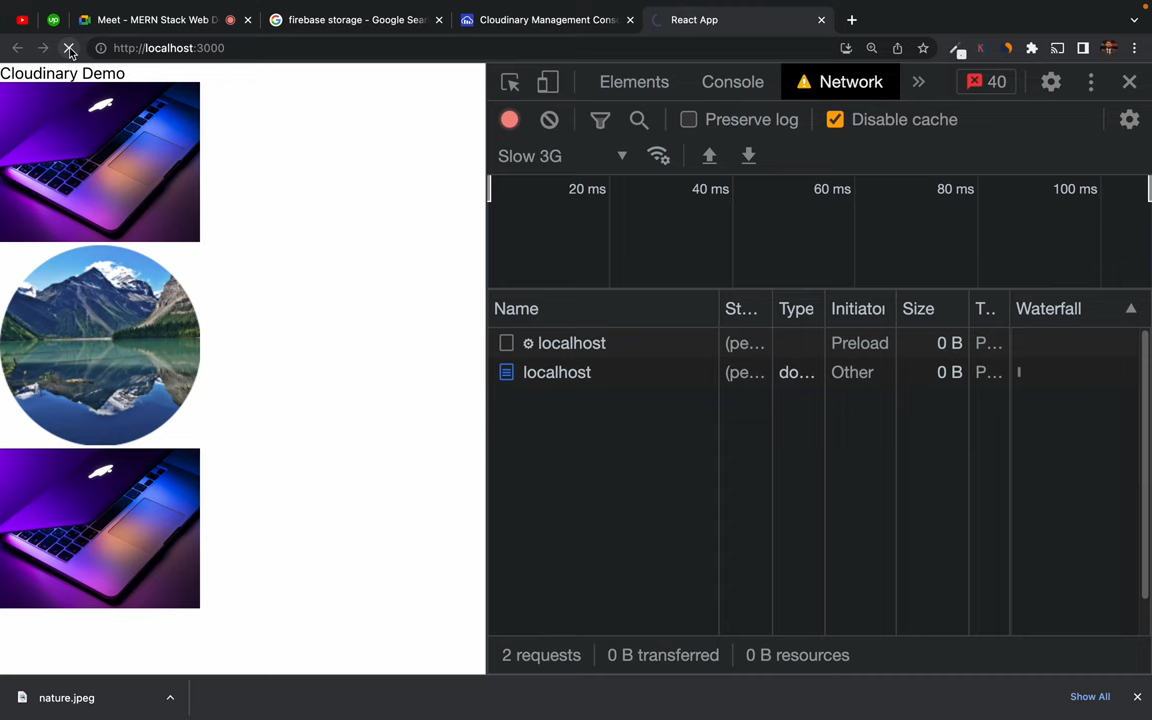 Meet - MERN Stack Web D
firebase storage - Google Sear
Cloudinary Management Cons
React App
http://localhost:3000
Cloudinary Demo
Elements
Console
Network
40
Preserve log
Disable cache
Slow 3G
20 ms
40 ms
60 ms
80 ms
100 ms
Name
St...
Type
Initiator
Size
T..
Waterfall
localhost
(pe...
Preload
0 B
P...
localhost
(pe...
do...
Other
0 B
P...
2 requests
0 B transferred
0 B resources
nature.jpeg
Show All